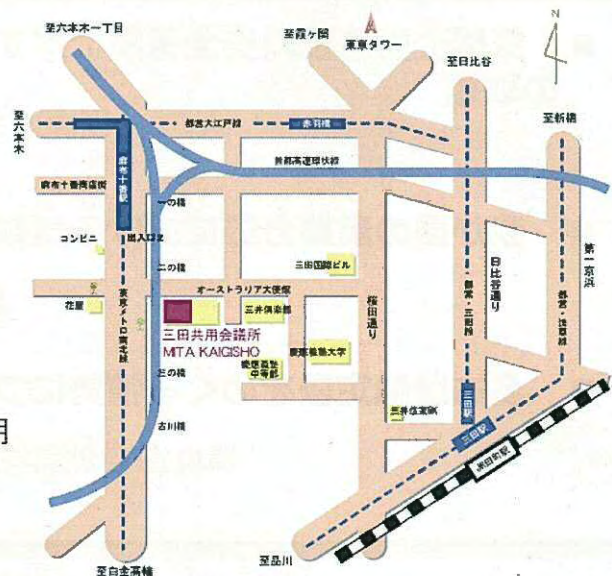 至六本木一丁目
至霞ヶ関
東京タワー
至日比谷
N
至新橋
至六本木
都営大江戸線
赤羽橋
首都高速環状線
麻布十番駅
麻布十番商店街
一の橋
コンビニ
出入口2
二の橋
三田国際ビル
オーストラリア大使館
花屋
東京メトロ南北線
三井倶楽部
桜田通り
都営・三田線
日比谷通り
都営・浅草線
第一京浜
三田共用会議所
MITA KAIGISHO
慶應義塾大学
慶應義塾
中等部
三の橋
古川橋
三井住友BK
三田駅
三田駅
JR田町駅
明
至白金高輪
至品川